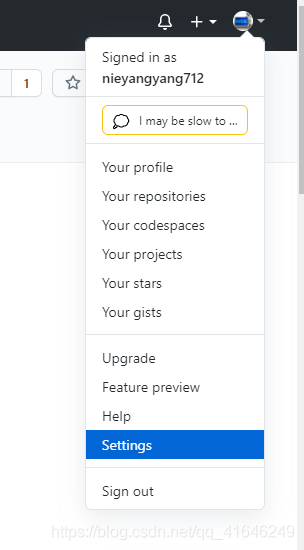 1
Signed in as
nieyangyang712
I may be slow to ...
Your profile
Your repositories
Your codespaces
Your projects
Your stars
Your gists
Upgrade
Feature preview
Help
Settings
Sign out
https://blog.csdn.net/qq_41646249